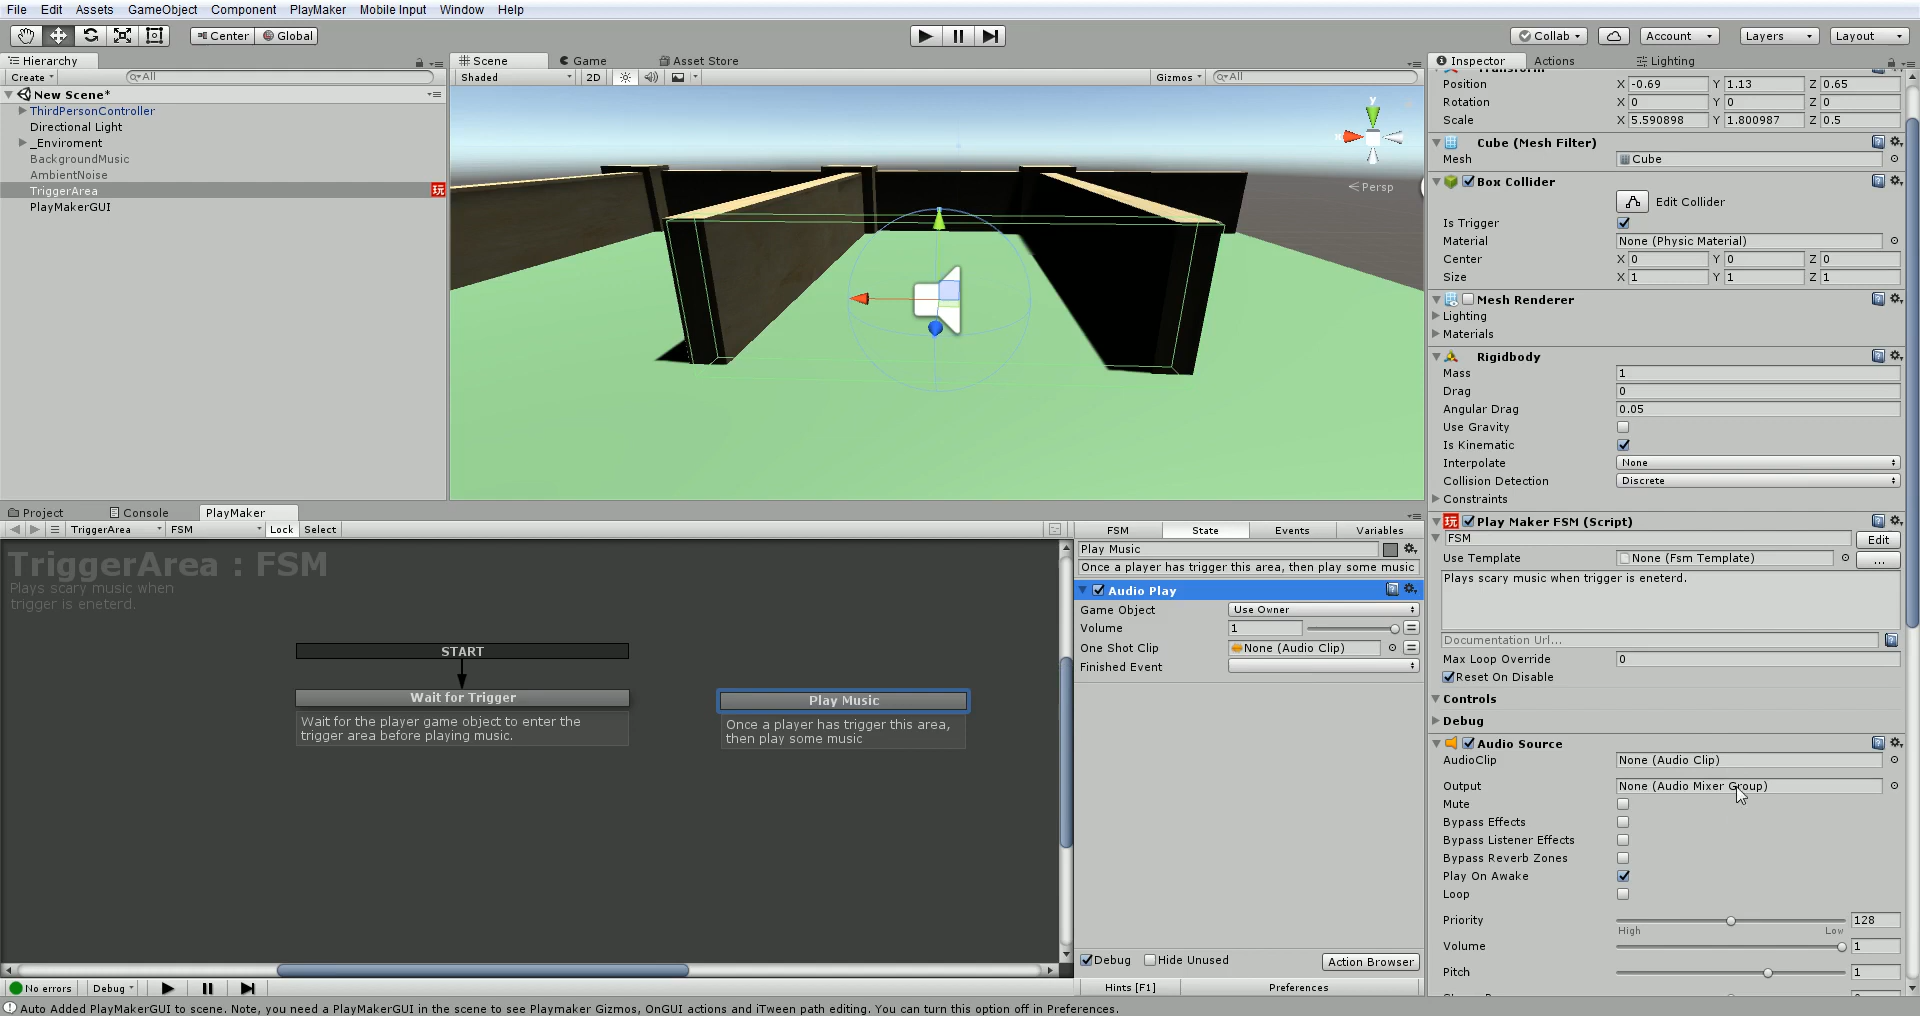 File Edit Assets GameObject Component PlayMaker Mobile Input Window Help
Center Global Collab Account Layers Layout
Hierarchy
Create All
New Scene*
ThirdPersonController
Directional Light
_Enviroment
BackgroundMusic
AmbientNoise
TriggerArea 玩
PlayMakerGUI
Scene Game Asset Store
Shaded 2D Gizmos All
y
Persp
Inspector Actions Lighting
Transform
Position X -0.69 Y 1.13 Z 0.65
Rotation X 0 Y 0 Z 0
Scale X 5.590898 Y 1.800987 Z 0.5
Cube (Mesh Filter)
Mesh Cube
Box Collider
Edit Collider
Is Trigger
Material None (Physic Material)
Center X 0 Y 0 Z 0
Size X 1 Y 1 Z 1
Mesh Renderer
Lighting
Materials
Rigidbody
Mass 1
Drag 0
Angular Drag 0.05
Use Gravity
Is Kinematic
Interpolate None
Collision Detection Discrete
Constraints
玩 Play Maker FSM (Script)
FSM Edit
Use Template None (Fsm Template) ...
Plays scary music when trigger is eneterd.
Documentation Url...
Max Loop Override 0
Reset On Disable
Controls
Debug
Audio Source
AudioClip None (Audio Clip)
Output None (Audio Mixer Group)
Mute
Bypass Effects
Bypass Listener Effects
Bypass Reverb Zones
Play On Awake
Loop
Priority 128
High Low
Volume 1
Pitch 1
Project Console PlayMaker
TriggerArea FSM Lock Select
TriggerArea : FSM
Plays scary music when
trigger is eneterd.
START
Wait for Trigger
Wait for the player game object to enter the
trigger area before playing music.
Play Music
Once a player has trigger this area,
then play some music
FSM State Events Variables
Play Music
Once a player has trigger this area, then play some music
Audio Play
Game Object Use Owner
Volume 1
One Shot Clip None (Audio Clip)
Finished Event
Debug Hide Unused Action Browser
No errors Debug Hints [F1] Preferences
Auto Added PlayMakerGUI to scene. Note, you need a PlayMakerGUI in the scene to see Playmaker Gizmos, OnGUI actions and iTween path editing. You can turn this option off in Preferences.